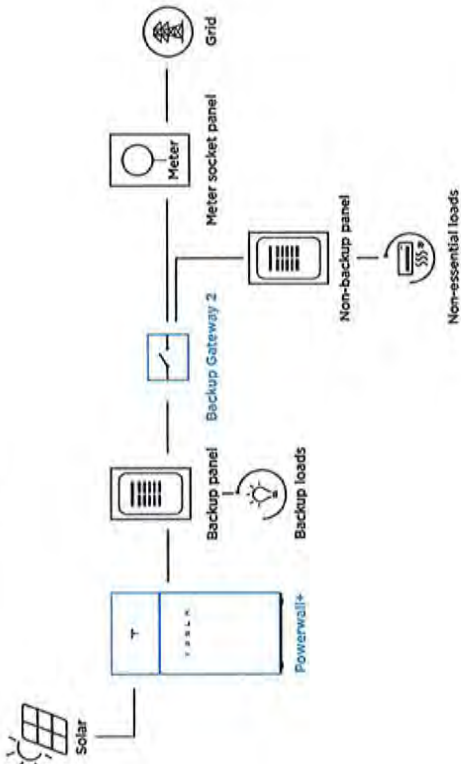 Solar
TESLA
Powerwall+
Backup panel
Backup loads
Backup Gateway 2
Meter
Meter socket panel
Grid
Non-backup panel
Non-essential loads